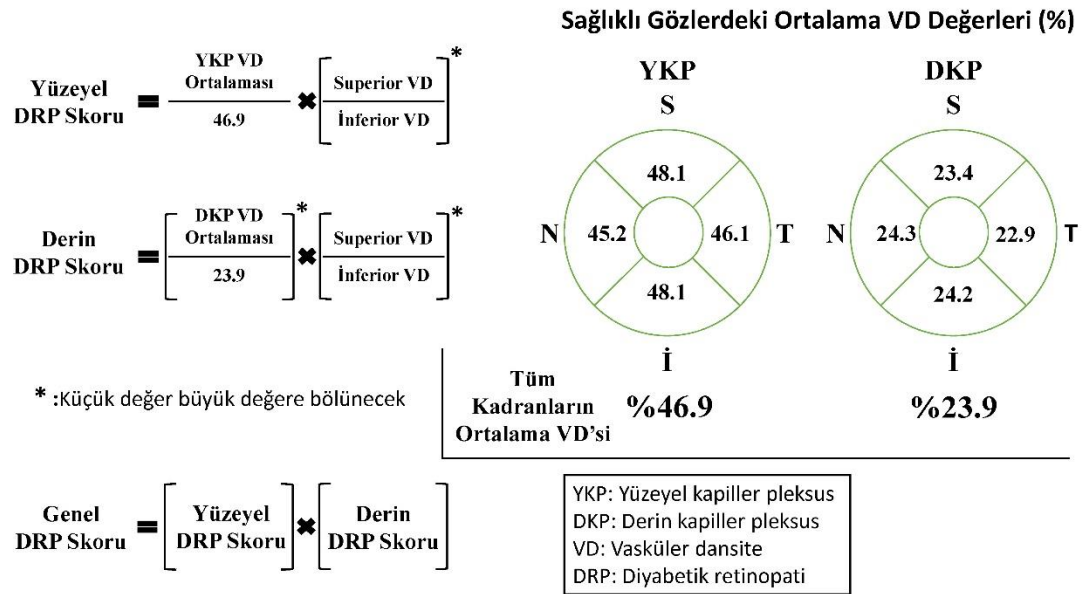 Sağlıklı Gözlerdeki Ortalama VD Değerleri (%)
Yüzeyel
DRP Skoru
=
YKP VD
Ortalaması
46.9
✖
Superior VD
İnferior VD
*
Derin
DRP Skoru
=
DKP VD
Ortalaması
23.9
*
✖
Superior VD
İnferior VD
*
* :Küçük değer büyük değere bölünecek
Genel
DRP Skoru
=
Yüzeyel
DRP Skoru
✖
Derin
DRP Skoru
YKP
S
48.1
N 45.2 46.1 T
48.1
İ
DKP
S
23.4
N 24.3 22.9 T
24.2
İ
Tüm
Kadranların
Ortalama VD'si
%46.9
%23.9
YKP: Yüzeyel kapiller pleksus
DKP: Derin kapiller pleksus
VD: Vasküler dansite
DRP: Diyabetik retinopati